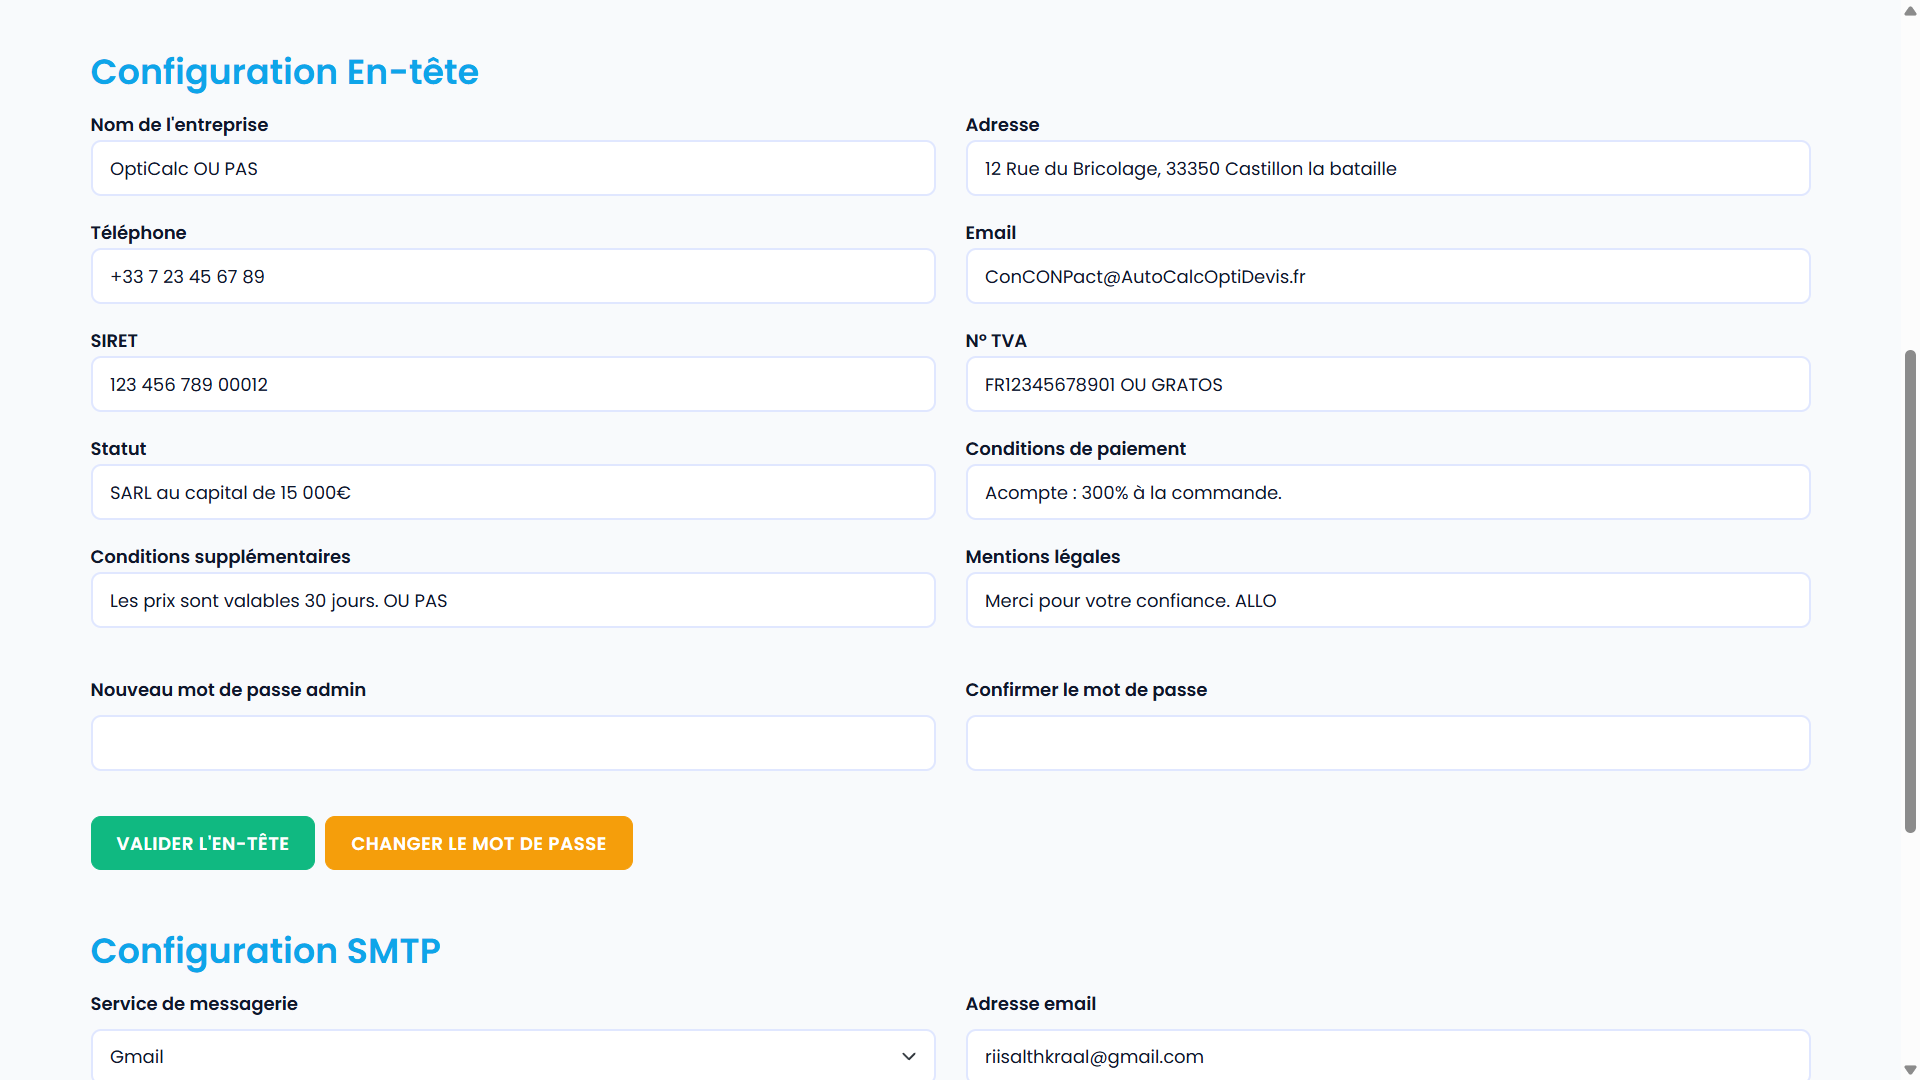 Configuration En-tête
Nom de l'entreprise
Adresse
OptiCalc OU PAS
12 Rue du Bricolage, 33350 Castillon la bataille
Téléphone
Email
+33 7 23 45 67 89
ConCONPact@AutoCalcOptiDevis.fr
SIRET
N° TVA
123 456 789 00012
FR12345678901 OU GRATOS
Statut
Conditions de paiement
SARL au capital de 15 000€
Acompte : 300% à la commande.
Conditions supplémentaires
Mentions légales
Les prix sont valables 30 jours. OU PAS
Merci pour votre confiance. ALLO
Nouveau mot de passe admin
Confirmer le mot de passe
VALIDER L'EN-TÊTE
CHANGER LE MOT DE PASSE
Configuration SMTP
Service de messagerie
Adresse email
Gmail
riisalthkraal@gmail.com